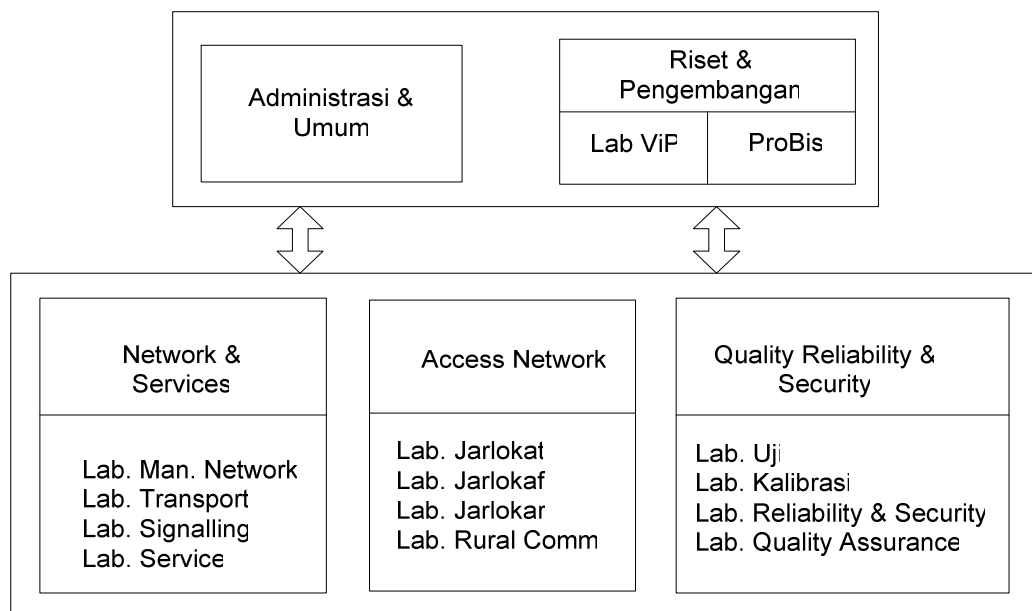 Administrasi &
Umum
Riset &
Pengembangan
Lab ViP
ProBis
Network &
Services
Lab. Man. Network
Lab. Transport
Lab. Signalling
Lab. Service
Access Network
Lab. Jarlokat
Lab. Jarlokaf
Lab. Jarlokar
Lab. Rural Comm
Quality Reliability &
Security
Lab. Uji
Lab. Kalibrasi
Lab. Reliability & Security
Lab. Quality Assurance